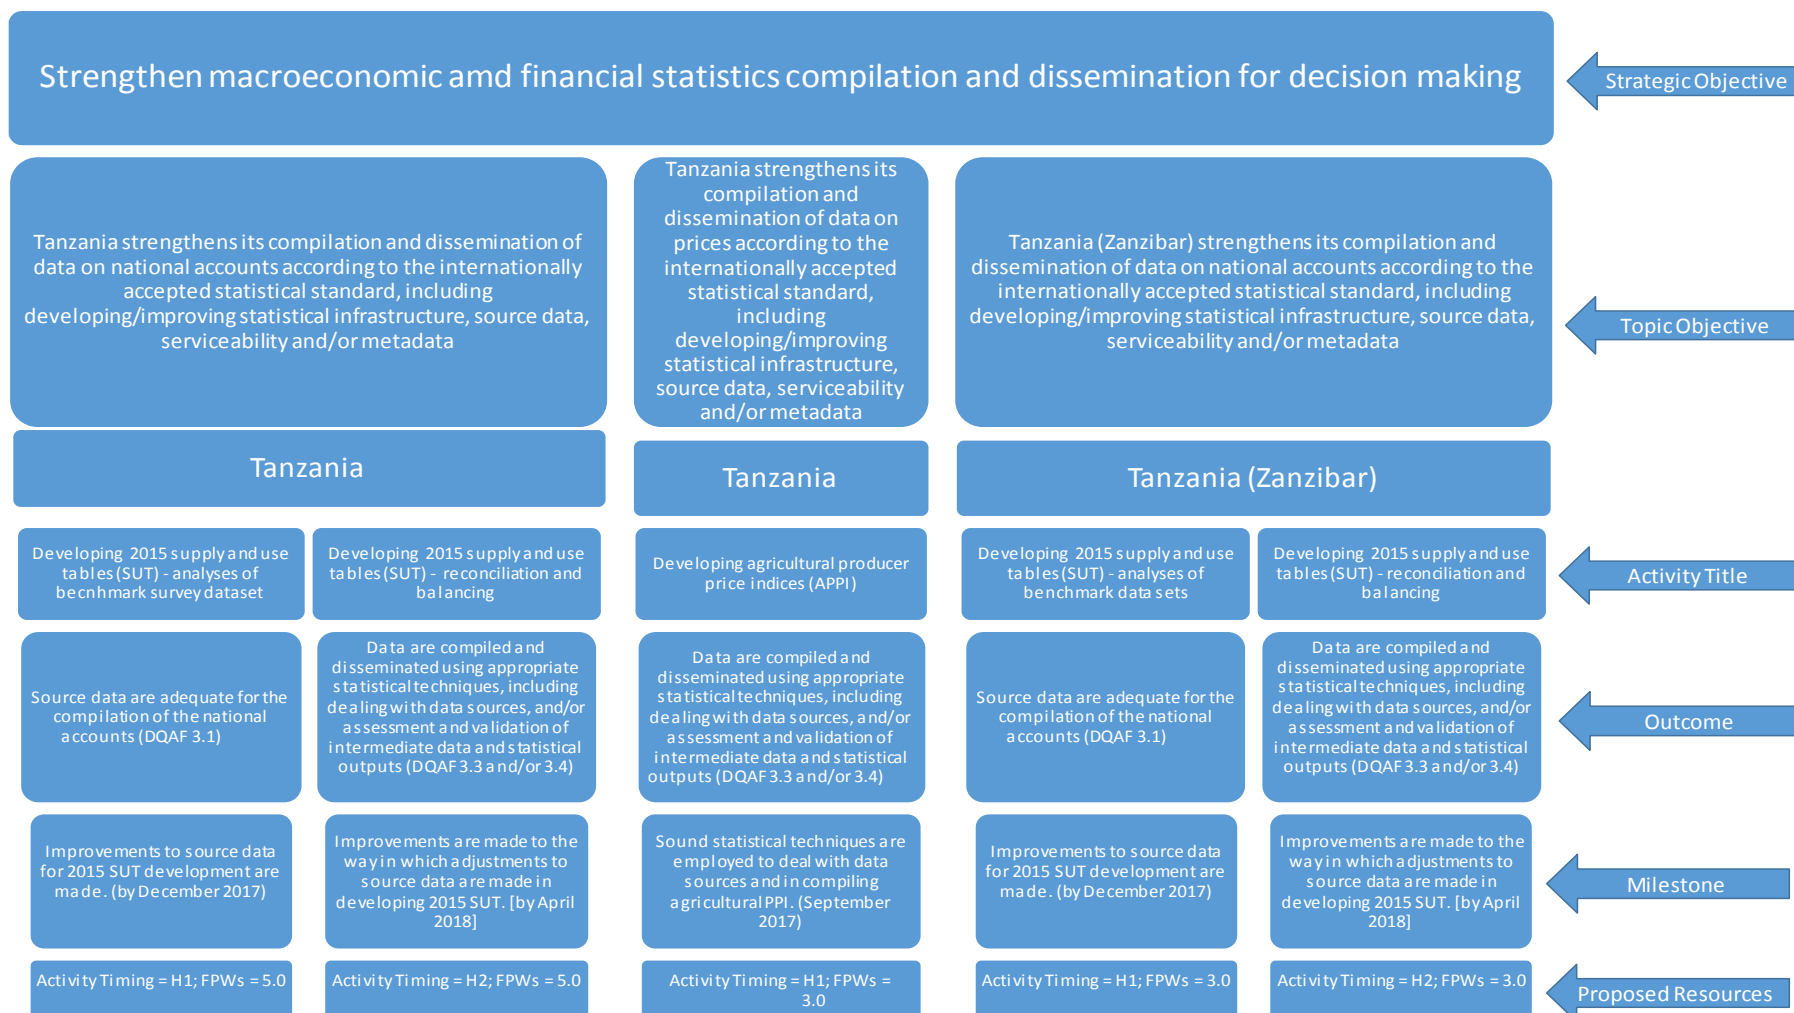 Strengthen macroeconomic amd financial statistics compilation and dissemination for decision making
Strategic Objective
Tanzania strengthens its compilation and dissemination of
data on national accounts according to the internationally
accepted statistical standard, including
developing/improving statistical infrastructure, source data,
serviceability and/or metadata
Tanzania strengthens its
compilation and
dissemination of data on
prices according to the
internationally accepted
statistical standard,
including
developing/improving
statistical infrastructure,
source data, serviceability
and/or metadata
Tanzania (Zanzibar) strengthens its compilation and
dissemination of data on national accounts according to the
internationally accepted statistical standard, including
developing/improving statistical infrastructure, source data,
serviceability and/or metadata
Topic Objective
Tanzania
Tanzania
Tanzania (Zanzibar)
Developing 2015 supply and use
tables (SUT) - analyses of
becnhmark survey dataset
Developing 2015 supply and use
tables (SUT) - reconciliation and
balancing
Developing agricultural producer
price indices (APPI)
Developing 2015 supply and use
tables (SUT) - analyses of
benchmark data sets
Developing 2015 supply and use
tables (SUT) - reconciliation and
balancing
Activity Title
Source data are adequate for the
compilation of the national
accounts (DQAF 3.1)
Data are compiled and
disseminated using appropriate
statistical techniques, including
dealing with data sources, and/or
assessment and validation of
intermediate data and statistical
outputs (DQAF 3.3 and/or 3.4)
Data are compiled and
disseminated using appropriate
statistical techniques, including
dealing with data sources, and/or
assessment and validation of
intermediate data and statistical
outputs (DQAF 3.3 and/or 3.4)
Source data are adequate for the
compilation of the national
accounts (DQAF 3.1)
Data are compiled and
disseminated using appropriate
statistical techniques, including
dealing with data sources, and/or
assessment and validation of
intermediate data and statistical
outputs (DQAF 3.3 and/or 3.4)
Outcome
Improvements to source data
for 2015 SUT development are
made. (by December 2017)
Improvements are made to the
way in which adjustments to
source data are made in
developing 2015 SUT. [by April
2018]
Sound statistical techniques are
employed to deal with data
sources and in compiling
agricultural PPI. (September
2017)
Improvements to source data
for 2015 SUT development are
made. (by December 2017)
Improvements are made to the
way in which adjustments to
source data are made in
developing 2015 SUT. [by April
2018]
Milestone
Activity Timing = H1; FPWs = 5.0
Activity Timing = H2; FPWs = 5.0
Activity Timing = H1; FPWs =
3.0
Activity Timing = H1; FPWs = 3.0
Activity Timing = H2; FPWs = 3.0
Proposed Resources